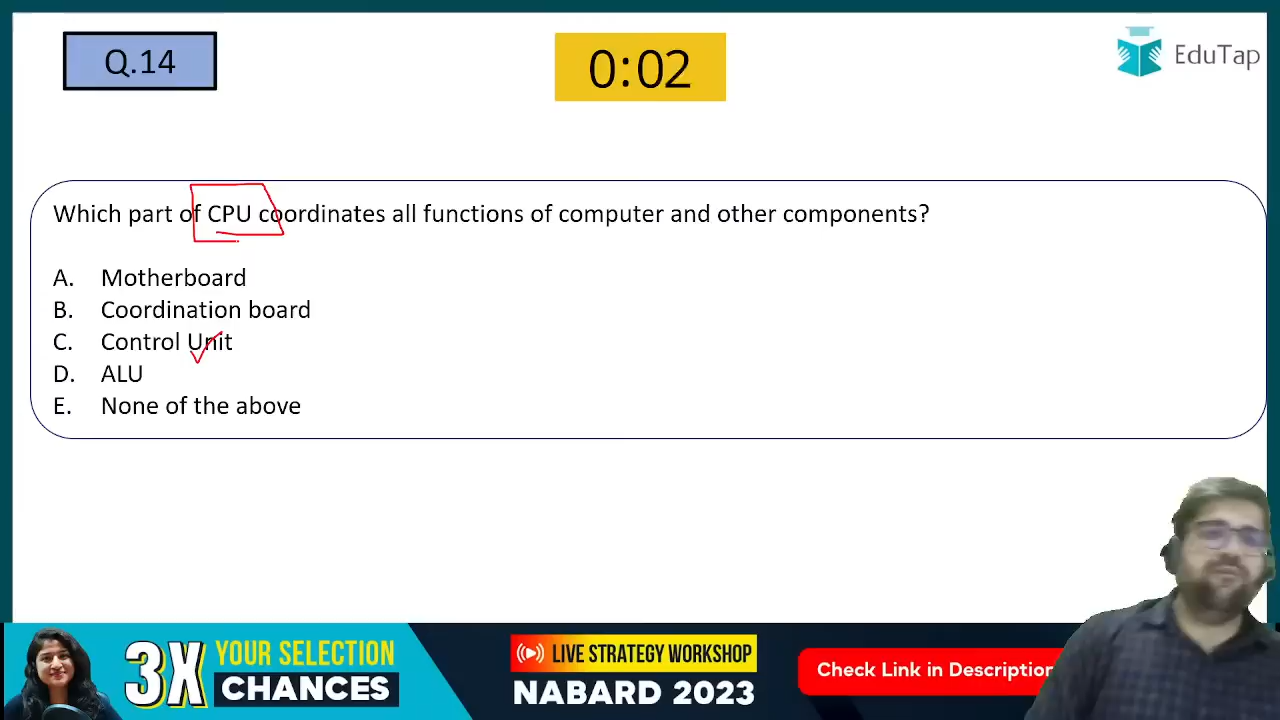 Q.14
0:02
EduTap
Which part of CPU coordinates all functions of computer and other components?
A. Motherboard
B. Coordination board
C. Control Unit
D. ALU
E. None of the above
3X YOUR SELECTION
CHANCES
LIVE STRATEGY WORKSHOP
NABARD 2023
Check Link in Description